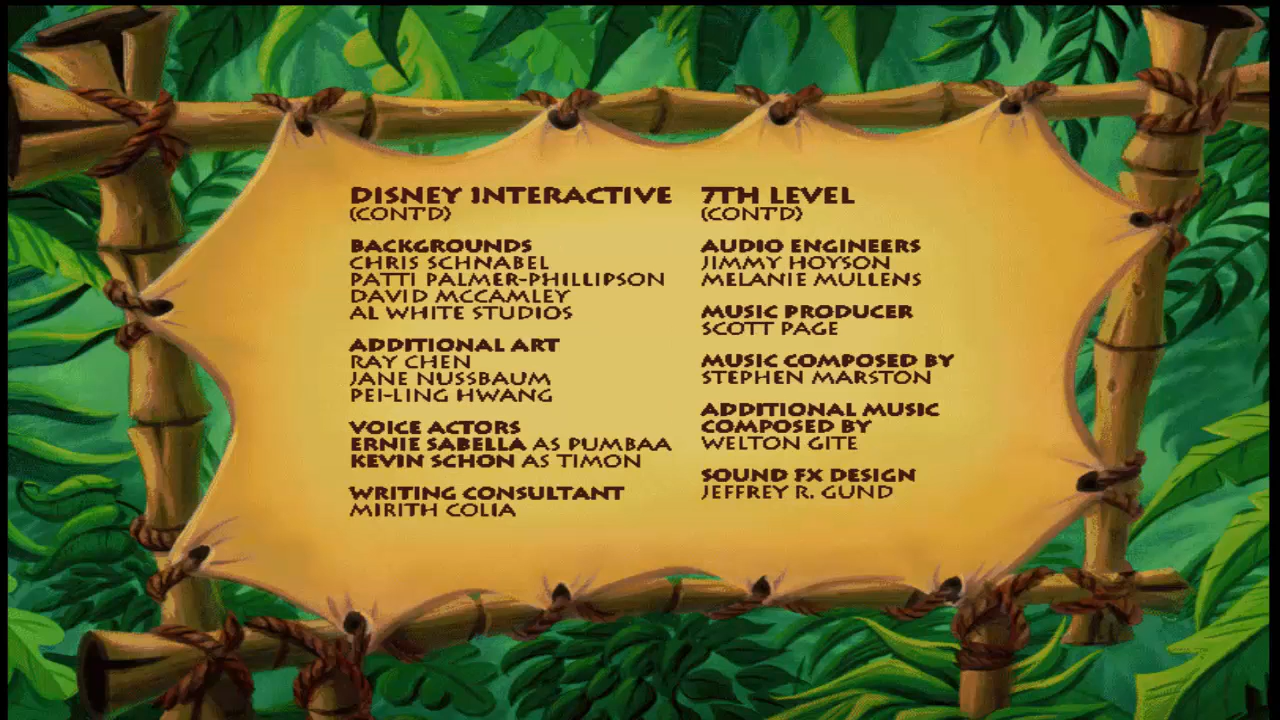 DISNEY INTERACTIVE
(CONT'D)
BACKGROUNDS
CHRIS SCHNABEL
PATTI PALMER-PHILLIPSON
DAVID MCCAMLEY
AL WHITE STUDIOS
ADDITIONAL ART
RAY CHEN
JANE NUSSBAUM
PEI-LING HWANG
VOICE ACTORS
ERNIE SABELLA AS PUMBAA
KEVIN SCHON AS TIMON
WRITING CONSULTANT
MIRITH COLIA
7TH LEVEL
(CONT'D)
AUDIO ENGINEERS
JIMMY HOYSON
MELANIE MULLENS
MUSIC PRODUCER
SCOTT PAGE
MUSIC COMPOSED BY
STEPHEN MARSTON
ADDITIONAL MUSIC
COMPOSED BY
WELTON GITE
SOUND FX DESIGN
JEFFREY R. GUND